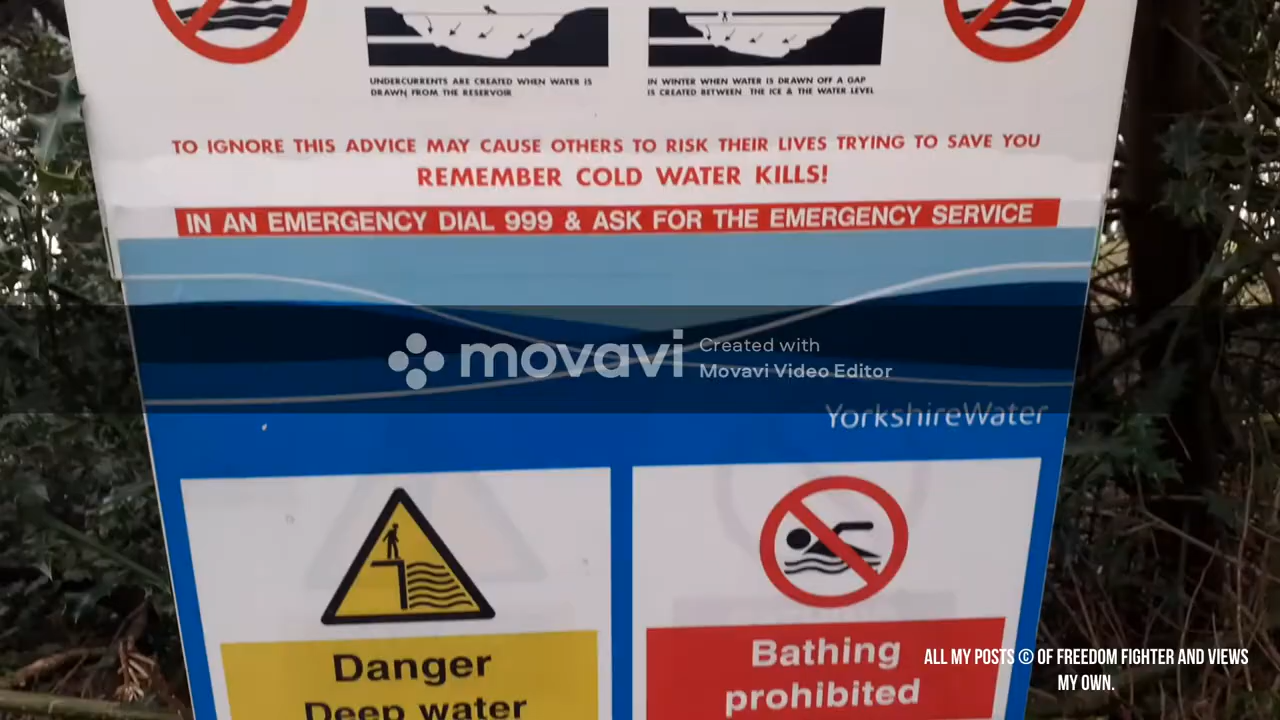 UNDERCURRENTS ARE CREATED WHEN WATER IS
DRAWN FROM THE RESERVOIR
IN WINTER WHEN WATER IS DRAWN OFF A GAP
IS CREATED BETWEEN THE ICE & THE WATER LEVEL
TO IGNORE THIS ADVICE MAY CAUSE OTHERS TO RISK THEIR LIVES TRYING TO SAVE YOU
REMEMBER COLD WATER KILLS!
IN AN EMERGENCY DIAL 999 & ASK FOR THE EMERGENCY SERVICE
movavi
Created with
Movavi Video Editor
YorkshireWater
Danger
Deep water
Bathing
prohibited
ALL MY POSTS © OF FREEDOM FIGHTER AND VIEWS
MY OWN.